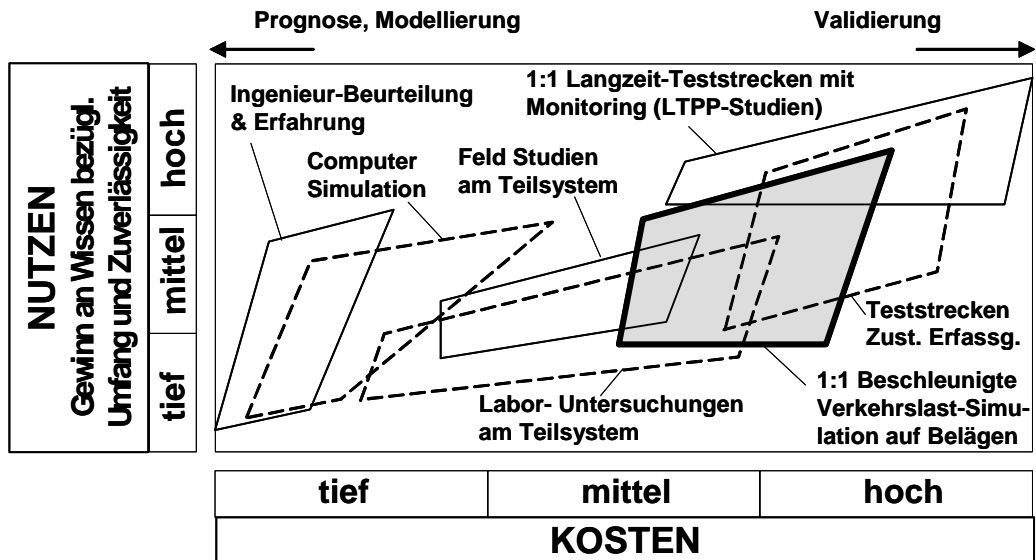 Prognose, Modellierung
Validierung
NUTZEN
Gewinn an Wissen bezügl.
Umfang und Zuverlässigkeit
hoch
mittel
tief
Ingenieur-Beurteilung
& Erfahrung
Computer
Simulation
Feld Studien
am Teilsystem
1:1 Langzeit-Teststrecken mit
Monitoring (LTPP-Studien)
Teststrecken
Zust. Erfassg.
Labor- Untersuchungen
am Teilsystem
1:1 Beschleunigte
Verkehrslast-Simu-
lation auf Belägen
tief
mittel
hoch
KOSTEN